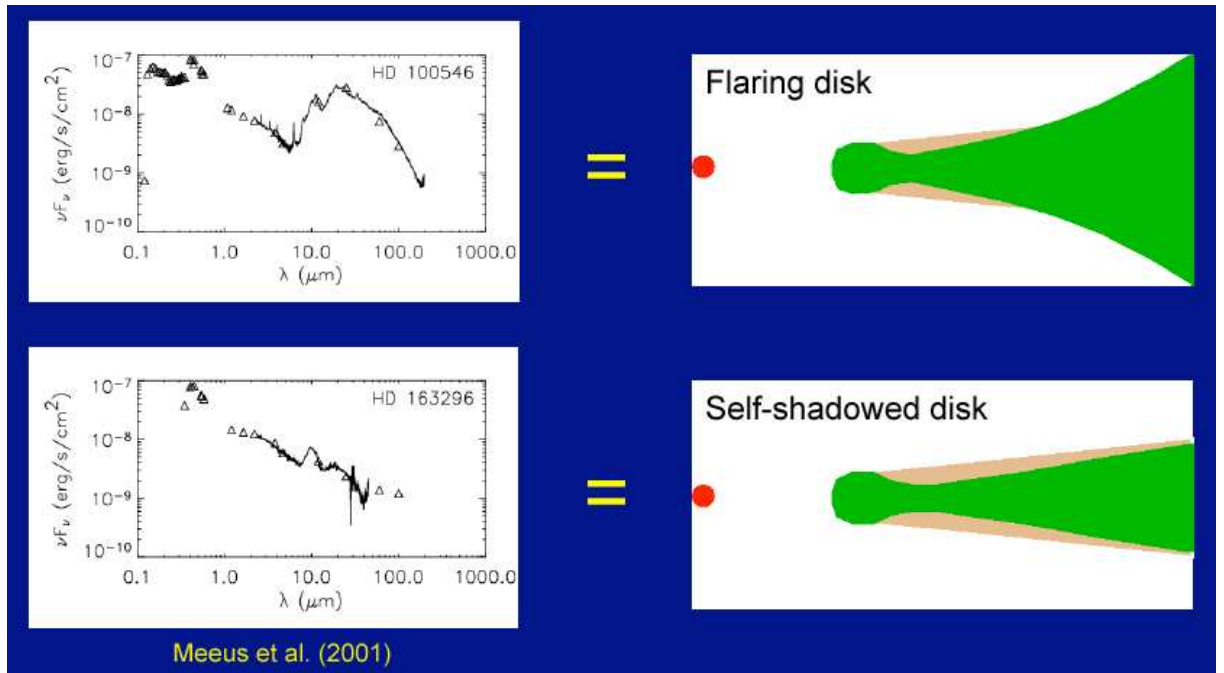 HD 100546
10⁻⁷
10⁻⁸
10⁻⁹
10⁻¹⁰
νFν (erg/s/cm²)
0.1 1.0 10.0 100.0 1000.0
λ (μm)
=
Flaring disk
HD 163296
10⁻⁷
10⁻⁸
10⁻⁹
10⁻¹⁰
νFν (erg/s/cm²)
0.1 1.0 10.0 100.0 1000.0
λ (μm)
=
Self-shadowed disk
Meeus et al. (2001)